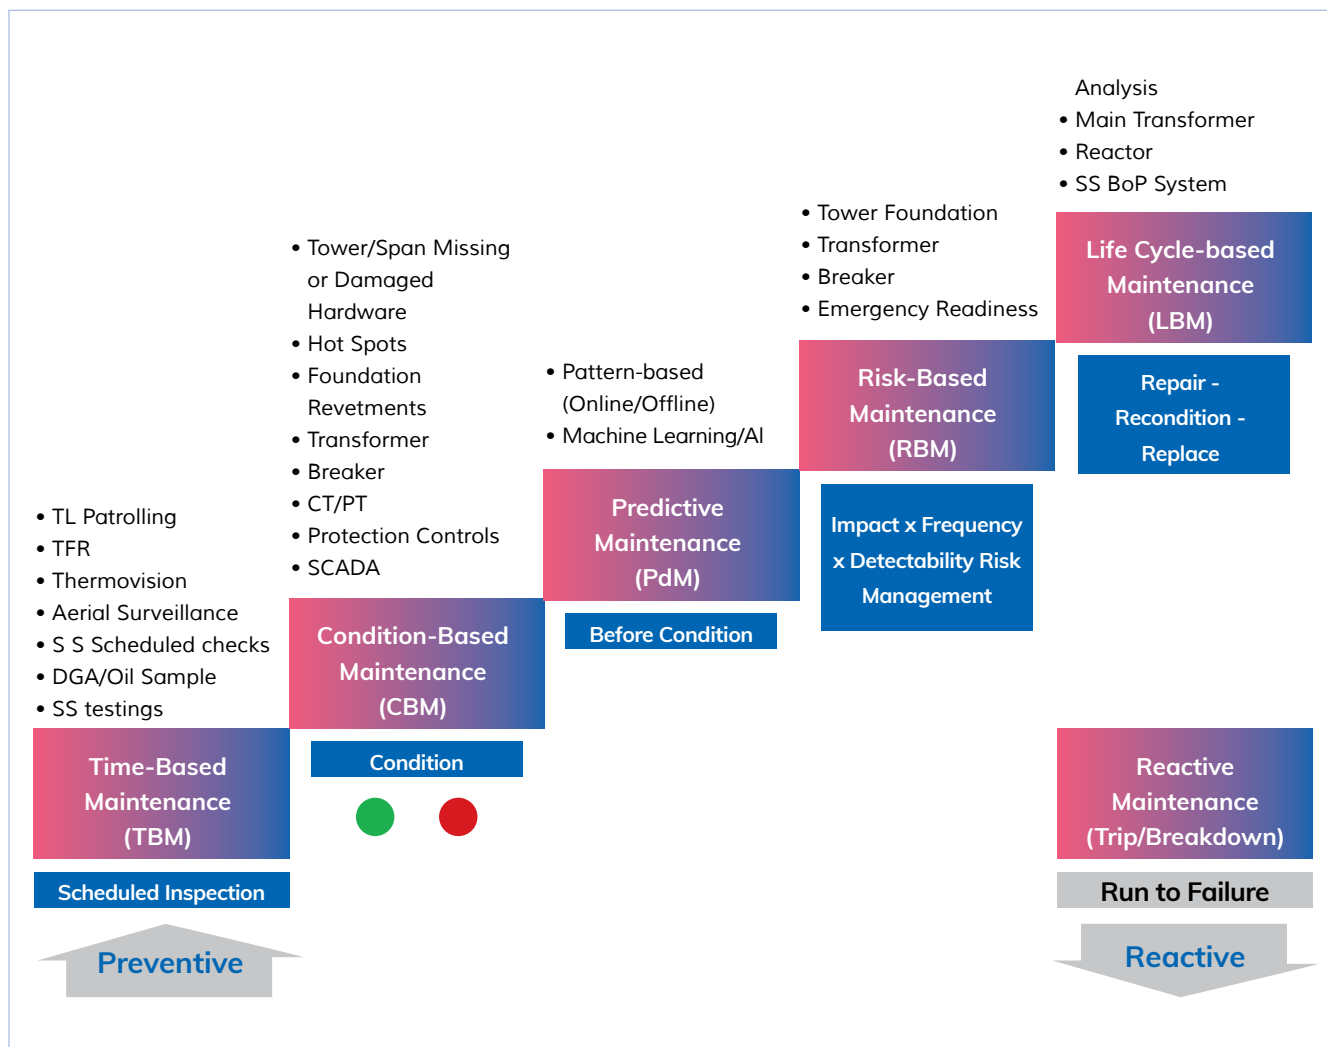 Analysis
• Main Transformer
• Reactor
• SS BoP System
Life Cycle-based
Maintenance
(LBM)
Repair -
Recondition -
Replace
• Tower Foundation
• Transformer
• Breaker
• Emergency Readiness
Risk-Based
Maintenance
(RBM)
Impact x Frequency
x Detectability Risk
Management
• Pattern-based
(Online/Offline)
• Machine Learning/AI
Predictive
Maintenance
(PdM)
Before Condition
• Tower/Span Missing
or Damaged
Hardware
• Hot Spots
• Foundation
Revetments
• Transformer
• Breaker
• CT/PT
• Protection Controls
• SCADA
Condition-Based
Maintenance
(CBM)
Condition
• TL Patrolling
• TFR
• Thermovision
• Aerial Surveillance
• S S Scheduled checks
• DGA/Oil Sample
• SS testings
Time-Based
Maintenance
(TBM)
Scheduled Inspection
Preventive
Reactive
Maintenance
(Trip/Breakdown)
Run to Failure
Reactive